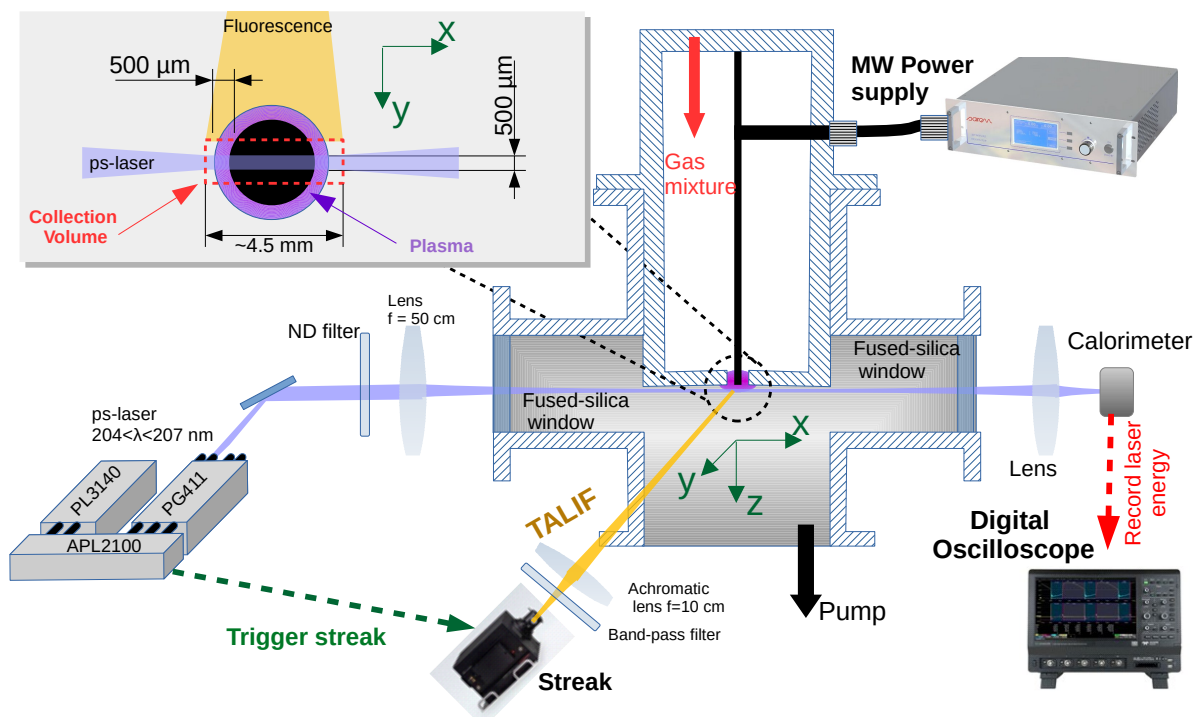 Fluorescence
500 µm
x
y
500 µm
ps-laser
Collection
Volume
~4.5 mm
Plasma
MW Power
supply
Gas
mixture
Lens
f = 50 cm
ND filter
Fused-silica
window
Fused-silica
window
Calorimeter
ps-laser
204<λ<207 nm
PL3140
PG411
APL2100
x
y
z
Lens
Record laser
energy
TALIF
Digital
Oscilloscope
Achromatic
lens f=10 cm
Band-pass filter
Pump
Trigger streak
Streak